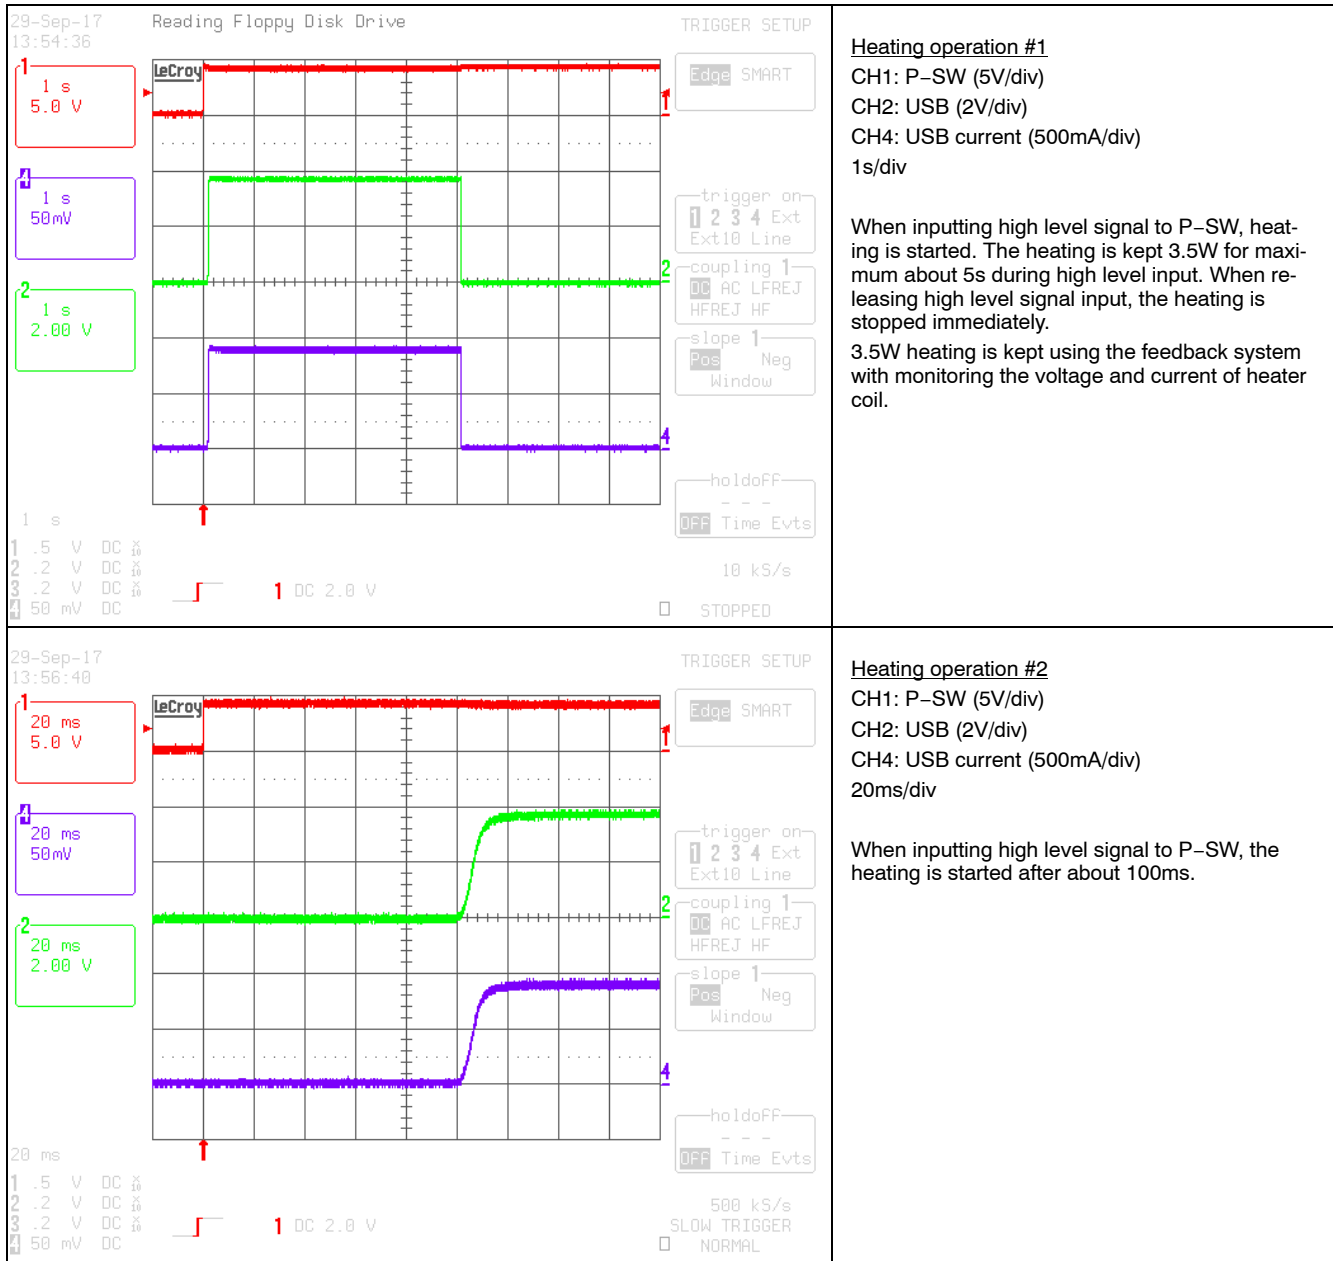 29-Sep-17
13:54:36
Reading Floppy Disk Drive
TRIGGER SETUP
1
1 s
5.0 V
LeCroy
Edge SMART
1
4
1 s
50mV
trigger on
1 2 3 4 Ext
Ext10 Line
2
1 s
2.00 V
2
coupling 1
DC AC LFREJ
HFREJ HF
slope 1
Pos Neg
Window
4
holdoff
- - -
OFF Time Evts
1 s
1 .5 V DC X10
2 .2 V DC X10
3 .2 V DC X10
4 50 mV DC
1 DC 2.0 V
10 kS/s
STOPPED
Heating operation #1
CH1: P−SW (5V/div)
CH2: USB (2V/div)
CH4: USB current (500mA/div)
1s/div
When inputting high level signal to P−SW, heat-
ing is started. The heating is kept 3.5W for maxi-
mum about 5s during high level input. When re-
leasing high level signal input, the heating is
stopped immediately.
3.5W heating is kept using the feedback system
with monitoring the voltage and current of heater
coil.
29-Sep-17
13:56:40
TRIGGER SETUP
1
20 ms
5.0 V
LeCroy
Edge SMART
1
4
20 ms
50mV
trigger on
1 2 3 4 Ext
Ext10 Line
2
20 ms
2.00 V
2
coupling 1
DC AC LFREJ
HFREJ HF
slope 1
Pos Neg
Window
4
holdoff
- - -
OFF Time Evts
20 ms
1 .5 V DC X10
2 .2 V DC X10
3 .2 V DC X10
4 50 mV DC
1 DC 2.0 V
500 kS/s
SLOW TRIGGER
NORMAL
Heating operation #2
CH1: P−SW (5V/div)
CH2: USB (2V/div)
CH4: USB current (500mA/div)
20ms/div
When inputting high level signal to P−SW, the
heating is started after about 100ms.